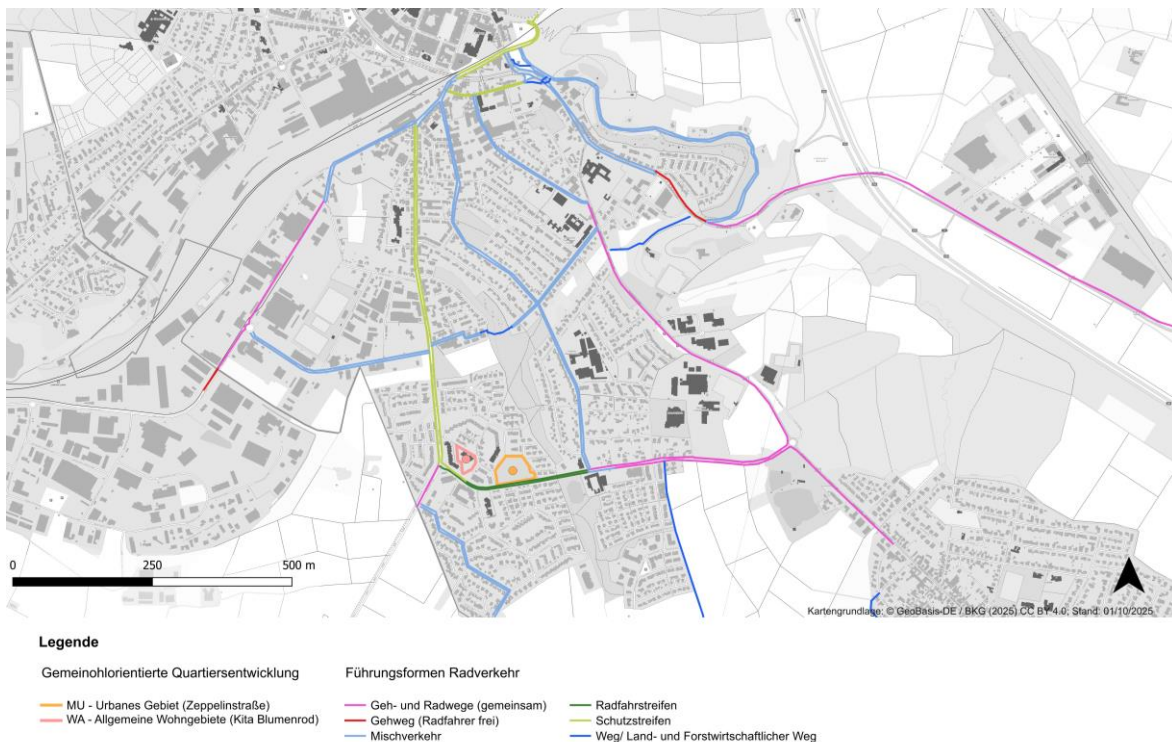 0 250 500 m
Kartengrundlage: © GeoBasis-DE / BKG (2025) CC BY 4.0; Stand: 01/10/2025
Legende
Gemeinohlorientierte Quartiersentwicklung
Führungsformen Radverkehr
MU - Urbanes Gebiet (Zeppelinstraße)
WA - Allgemeine Wohngebiete (Kita Blumenrod)
Geh- und Radwege (gemeinsam)
Gehweg (Radfahrer frei)
Mischverkehr
Radfahrstreifen
Schutzstreifen
Weg/ Land- und Forstwirtschaftlicher Weg